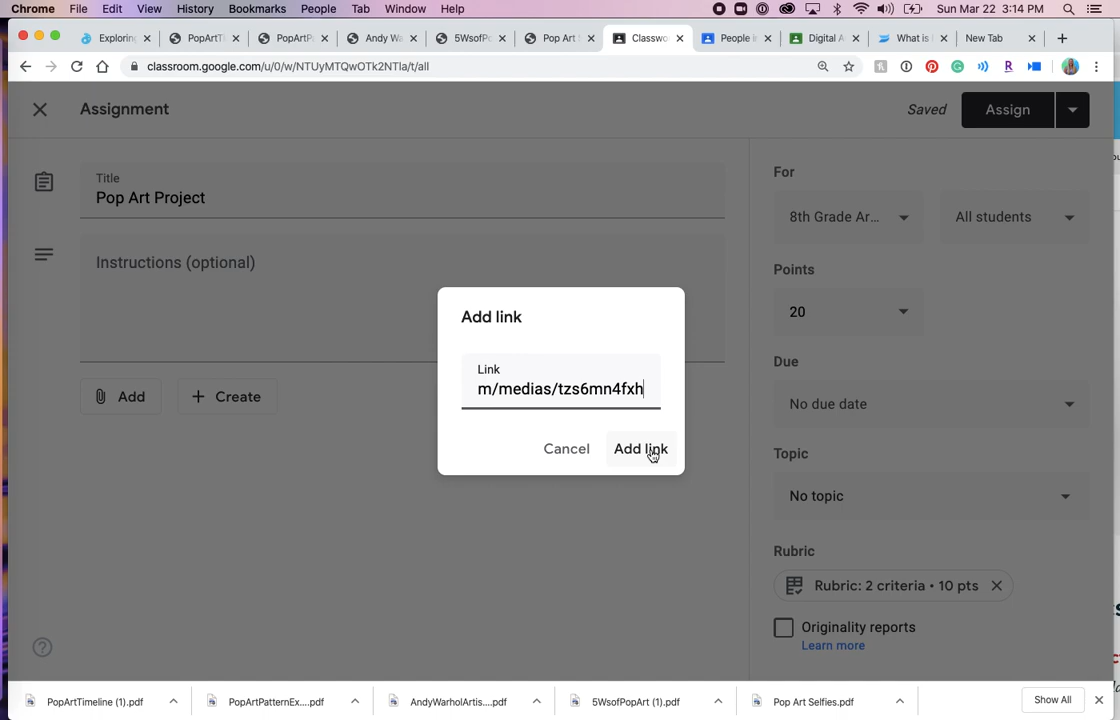 Chrome File Edit View History Bookmarks People Tab Window Help Sun Mar 22 3:14 PM
Exploring PopArtTi PopArtPa Andy Wa 5WsofPo Pop Art S Classwo People i Digital A What is New Tab
classroom.google.com/u/0/w/NTUyMTQwOTk2NTla/t/all
Assignment Saved Assign
Title
Pop Art Project
Instructions (optional)
Add Create
For
8th Grade Ar... All students
Points
20
Due
No due date
Topic
No topic
Rubric
Rubric: 2 criteria • 10 pts
Originality reports
Learn more
Add link
Link
m/medias/tzs6mn4fxh
Cancel Add link
PopArtTimeline (1).pdf PopArtPatternEx....pdf AndyWarholArtis....pdf 5WsofPopArt (1).pdf Pop Art Selfies.pdf Show All